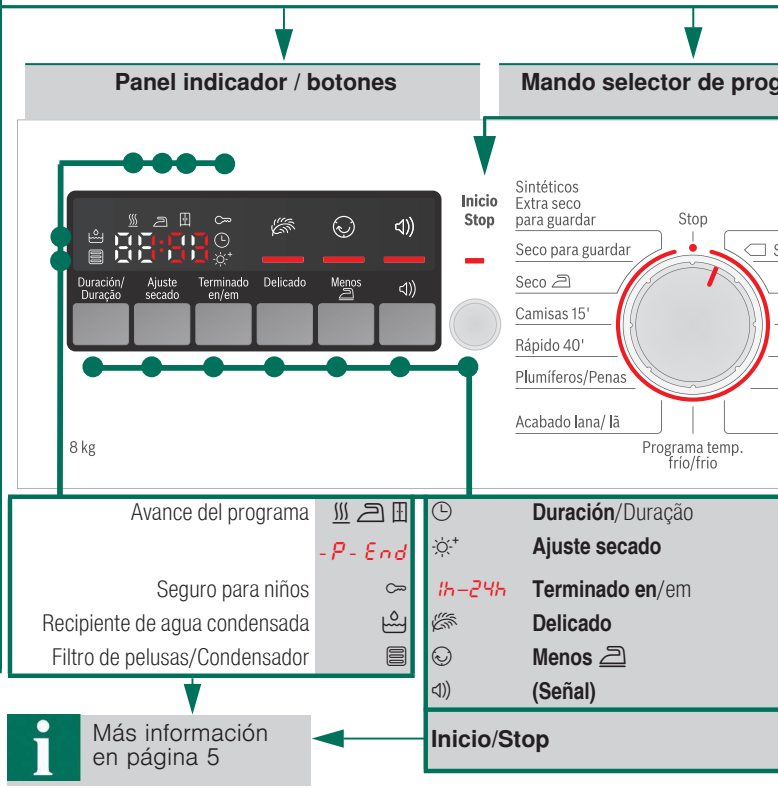 Panel indicador / botones
Mando selector de prog
Inicio
Stop
Sintéticos
Extra seco
para guardar
Seco para guardar
Seco
Camisas 15'
Rápido 40'
Plumíferos/Penas
Acabado lana/ lã
Stop
S
Programa temp.
frío/frio
88:88
Duración/
Duração
Ajuste
secado
Terminado
en/em
Delicado
Menos
8 kg
Avance del programa
-P- End
Seguro para niños
Recipiente de agua condensada
Filtro de pelusas/Condensador
Duración/Duração
Ajuste secado
1h-24h Terminado en/em
Delicado
Menos
(Señal)
Inicio/Stop
i
Más información
en página 5